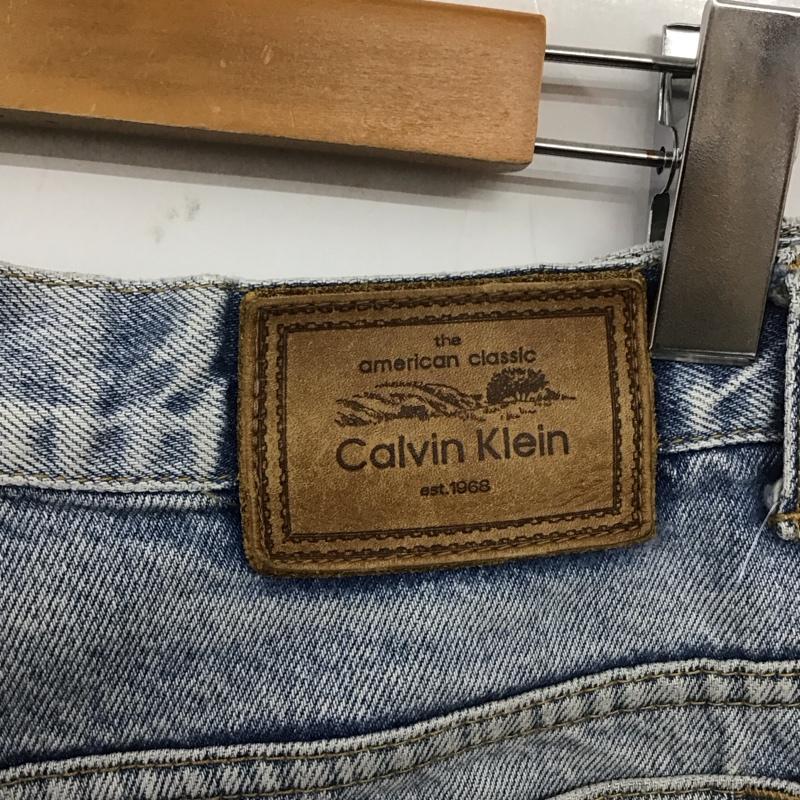 the
american classic
Calvin Klein
est.1968